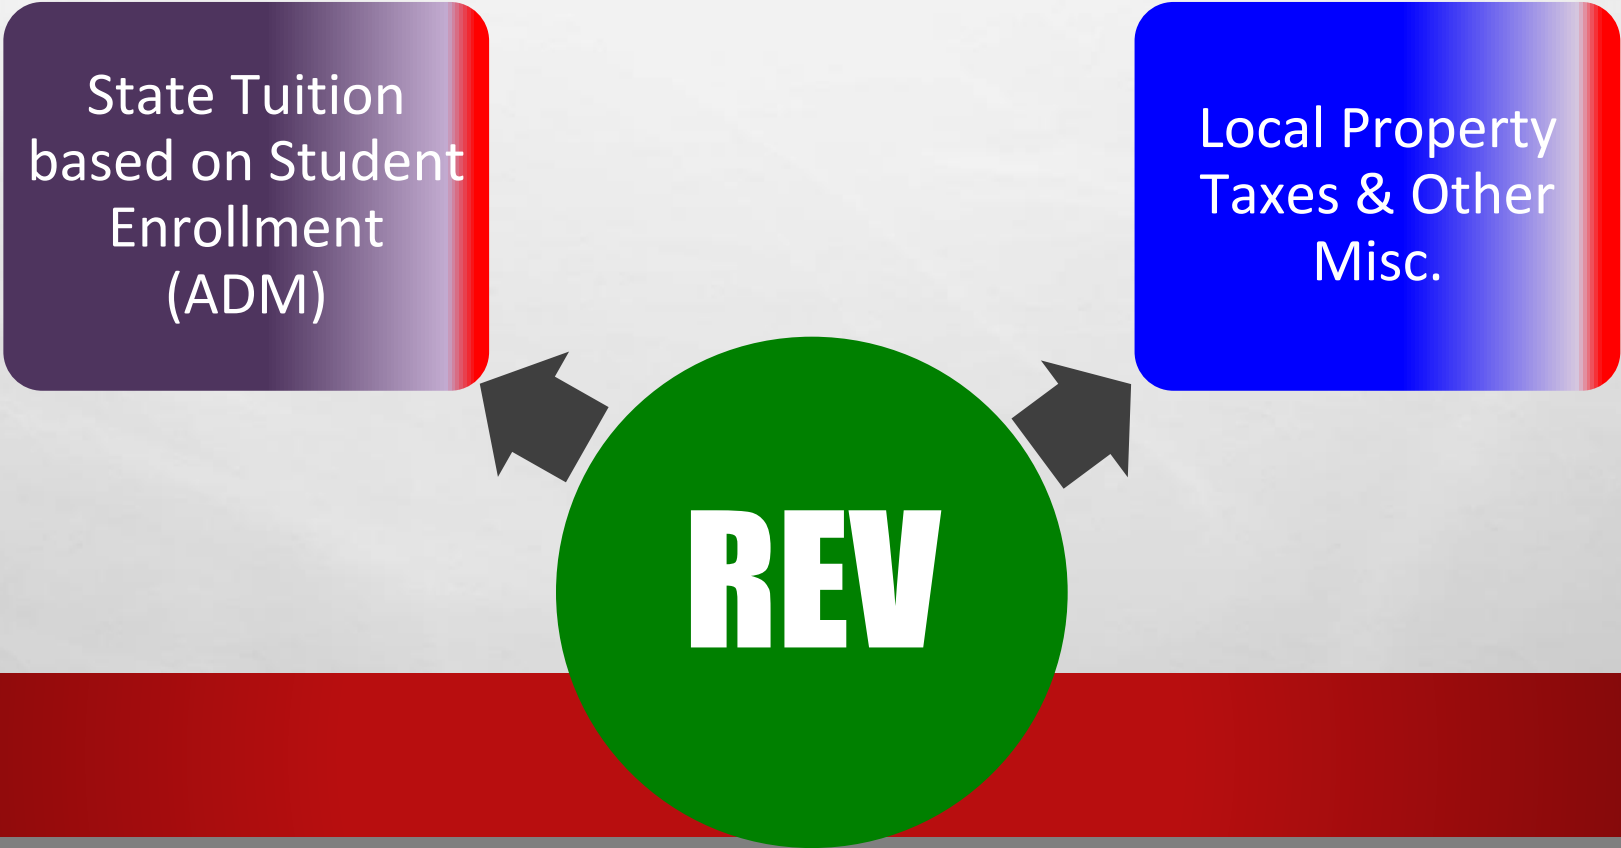 State Tuition
based on Student
Enrollment
(ADM)
Local Property
Taxes & Other
Misc.
REV